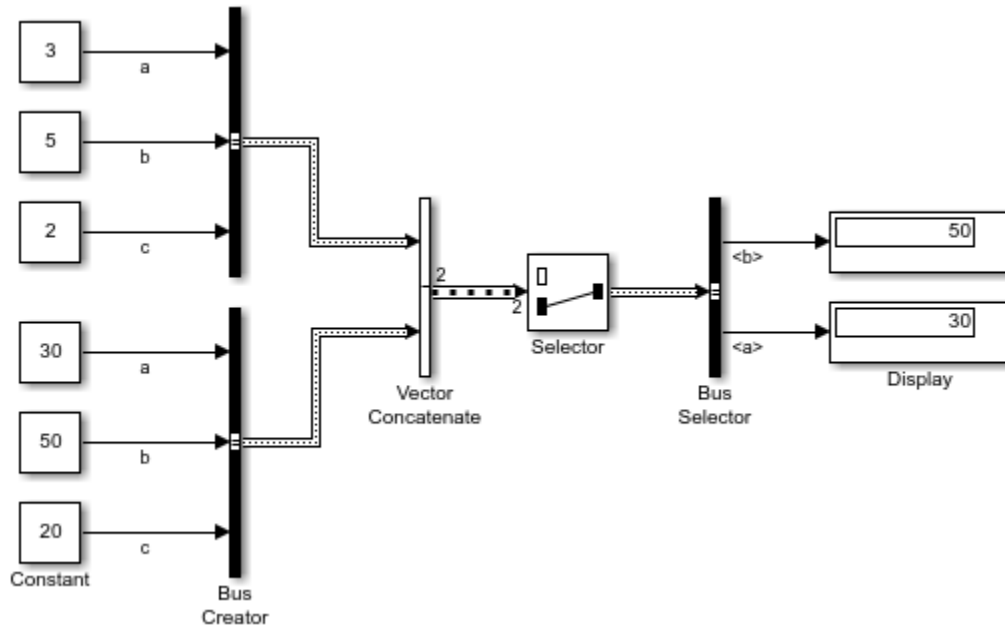 3
a
5
b
2
c
30
a
50
b
20
c
Constant
Bus
Creator
Vector
Concatenate
2
2
Selector
Bus
Selector
<b>
<a>
50
30
Display